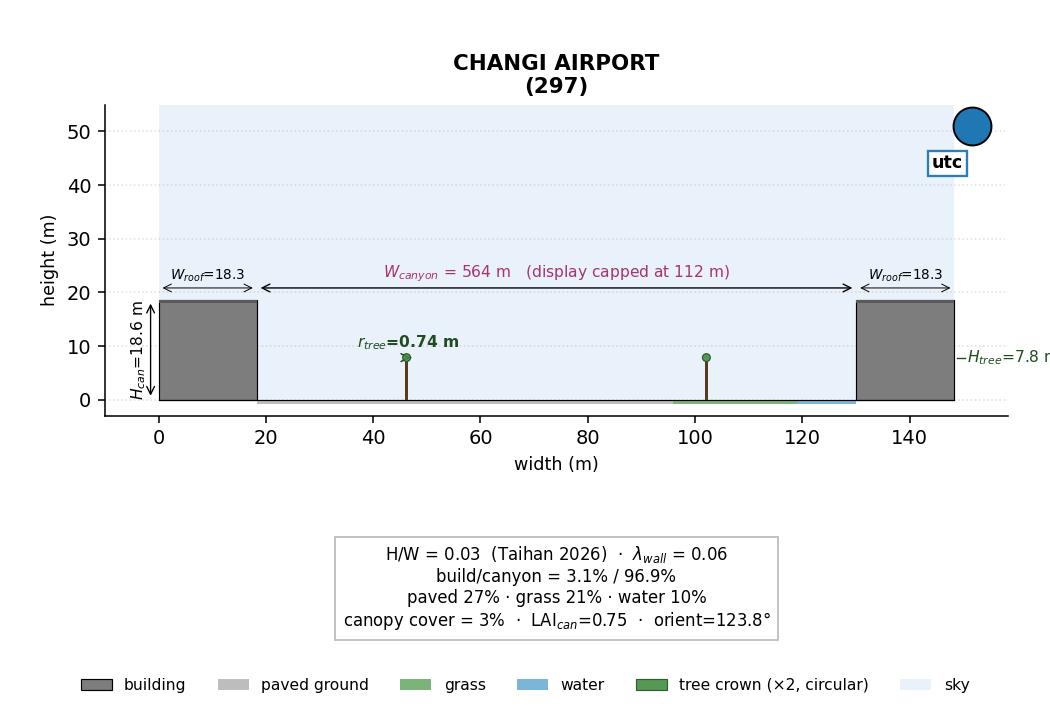 CHANGI AIRPORT
(297)
utc
height (m)
50
40
30
20
10
0
W_roof=18.3
W_canyon = 564 m (display capped at 112 m)
W_roof=18.3
H_can=18.6 m
r_tree=0.74 m
H_tree=7.8
0 20 40 60 80 100 120 140
width (m)
H/W = 0.03 (Taihan 2026) · λ_wall = 0.06
build/canyon = 3.1% / 96.9%
paved 27% · grass 21% · water 10%
canopy cover = 3% · LAI_can=0.75 · orient=123.8°
building
paved ground
grass
water
tree crown (×2, circular)
sky